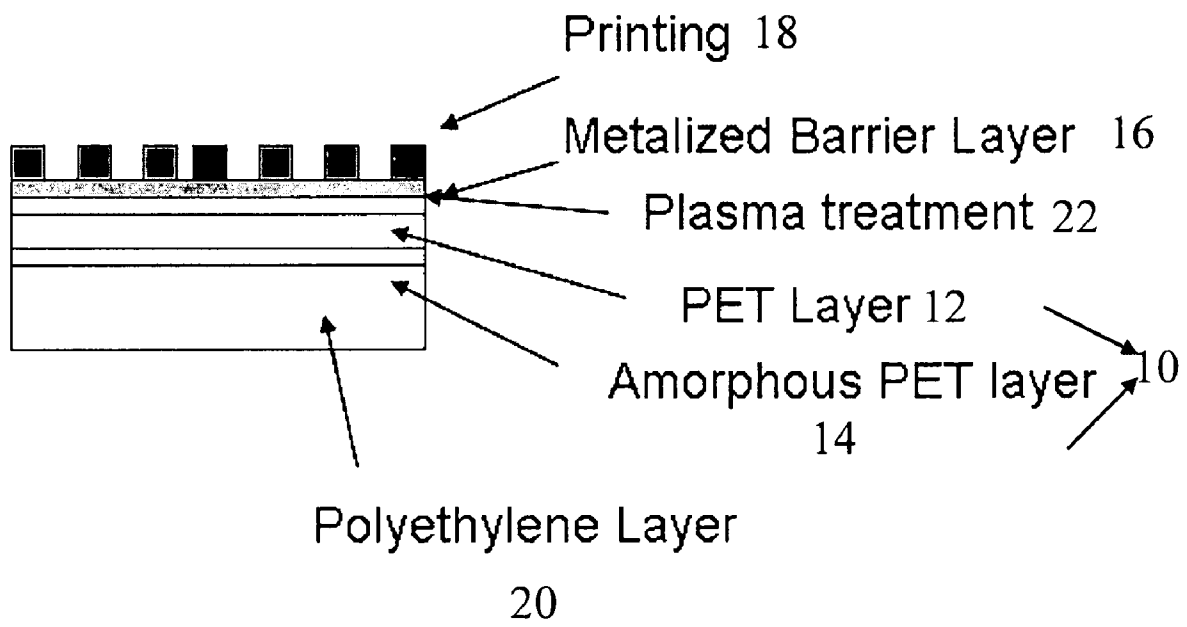 Printing 18
Metalized Barrier Layer 16
Plasma treatment 22
PET Layer 12
10
Amorphous PET layer
14
Polyethylene Layer
20